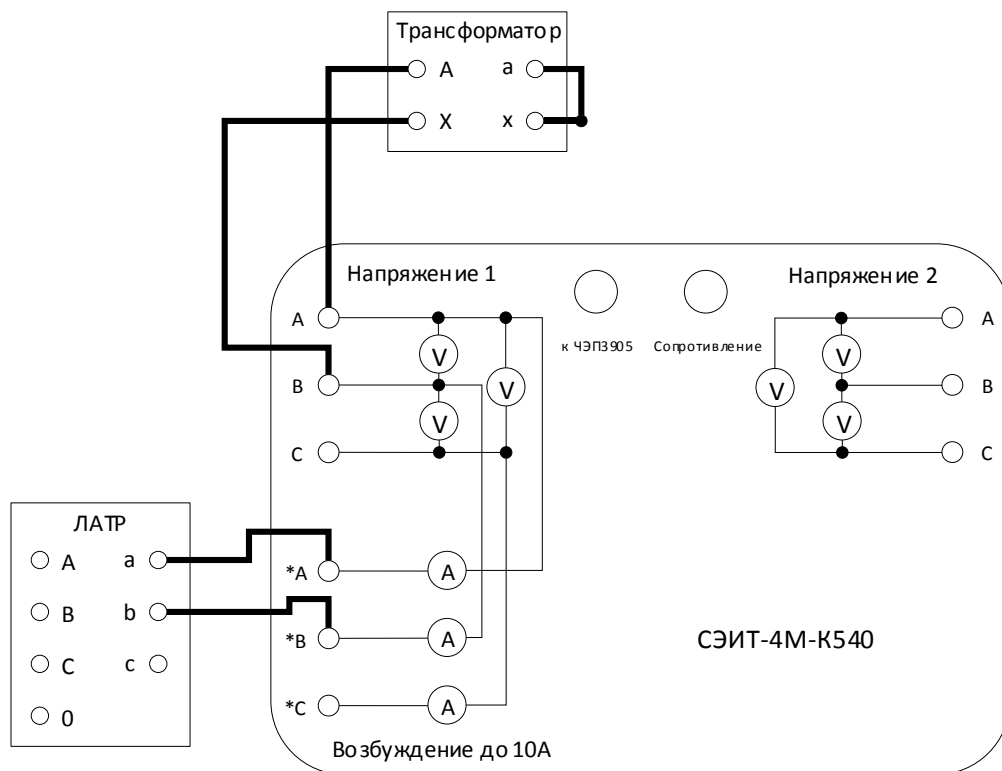 Трансформатор
A a
X x
Напряжение 1
Напряжение 2
A
V
к ЧЭП3905
Сопротивление
V
A
B
V
V
B
V
V
C
C
ЛАТР
A a
B b
C c
0
*A
A
*B
A
*C
A
СЭИТ-4М-К540
Возбуждение до 10А